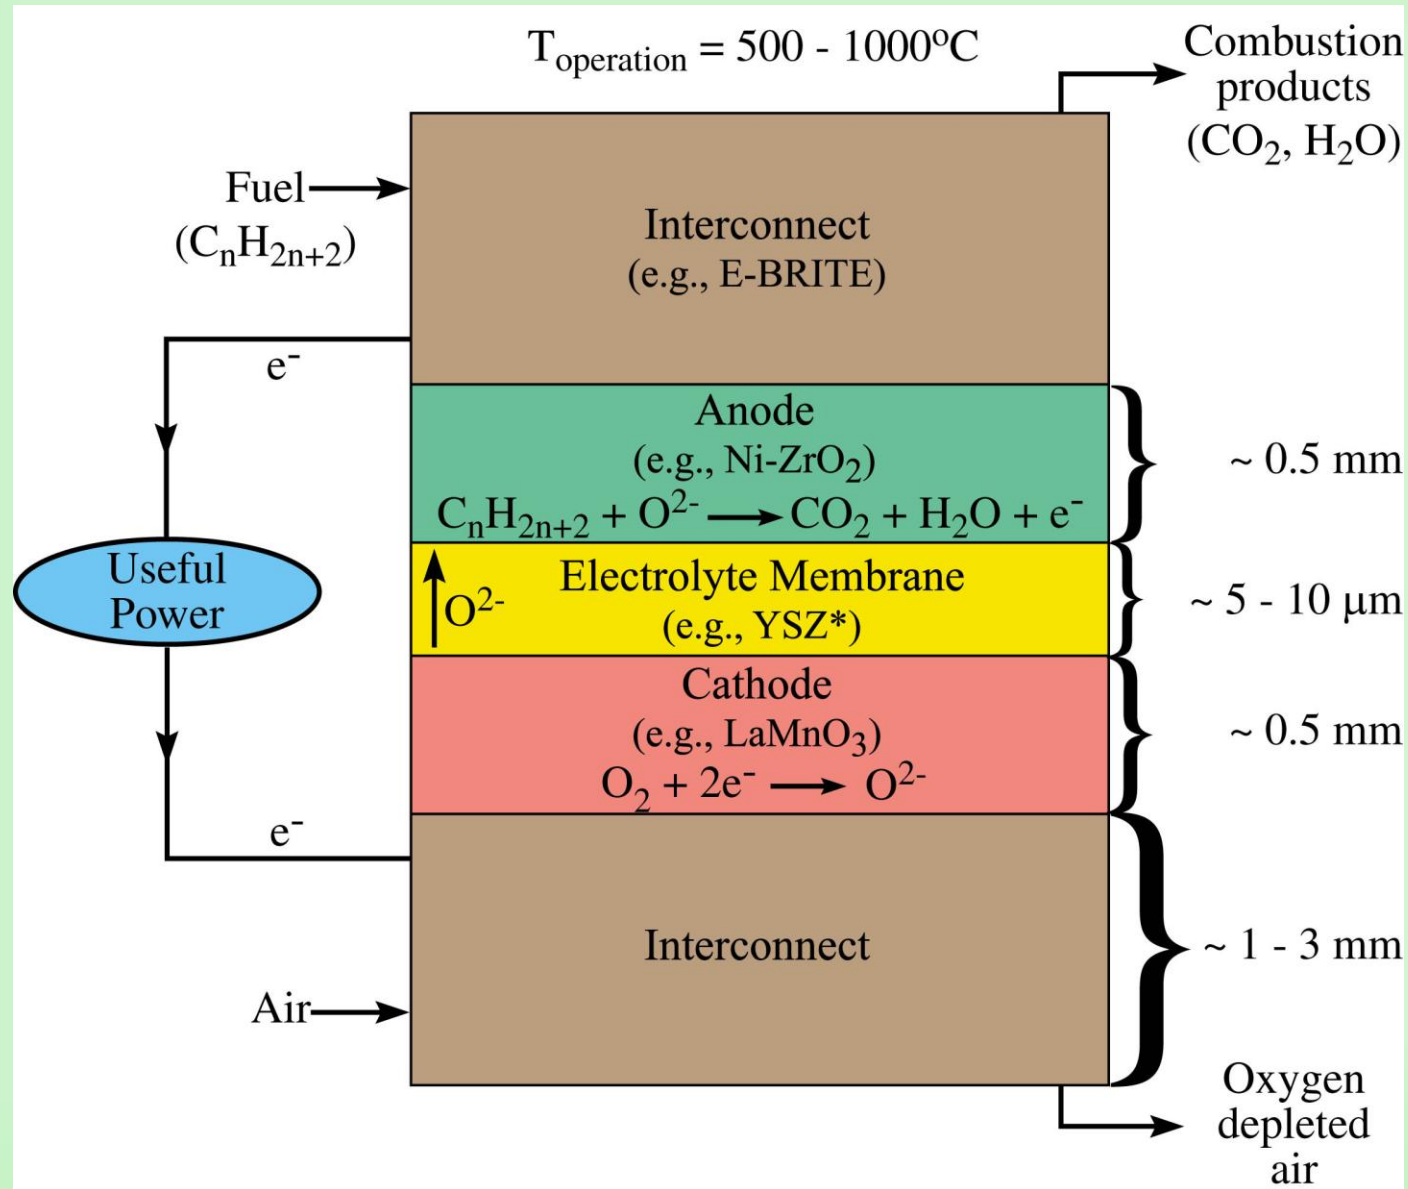 T_operation = 500 - 1000ºC
Combustion
products
(CO₂, H₂O)
Fuel
(CₙH₂ₙ₊₂)
Interconnect
(e.g., E-BRITE)
e⁻
Anode
(e.g., Ni-ZrO₂)
CₙH₂ₙ₊₂ + O²⁻ → CO₂ + H₂O + e⁻
~ 0.5 mm
Useful
Power
O²⁻
Electrolyte Membrane
(e.g., YSZ*)
~ 5 - 10 μm
Cathode
(e.g., LaMnO₃)
O₂ + 2e⁻ → O²⁻
~ 0.5 mm
e⁻
Interconnect
~ 1 - 3 mm
Air
Oxygen
depleted
air